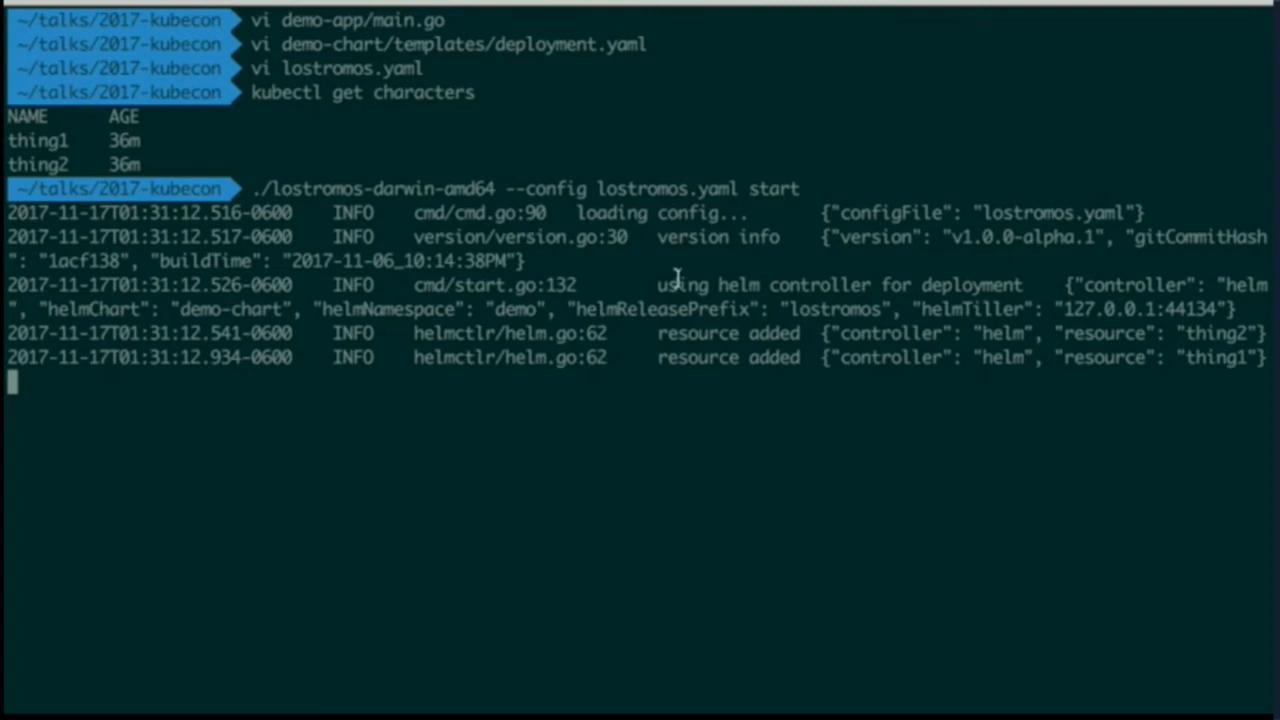 ~/talks/2017-kubecon vi demo-app/main.go
~/talks/2017-kubecon vi demo-chart/templates/deployment.yaml
~/talks/2017-kubecon vi lostromos.yaml
~/talks/2017-kubecon kubectl get characters
NAME AGE
thing1 36m
thing2 36m
~/talks/2017-kubecon ./lostromos-darwin-amd64 --config lostromos.yaml start
2017-11-17T01:31:12.516-0600 INFO cmd/cmd.go:90 loading config... {"configFile": "lostromos.yaml"}
2017-11-17T01:31:12.517-0600 INFO version/version.go:30 version info {"version": "v1.0.0-alpha.1", "gitCommitHash
": "1acf138", "buildTime": "2017-11-06_10:14:38PM"}
2017-11-17T01:31:12.526-0600 INFO cmd/start.go:132 using helm controller for deployment {"controller": "helm
", "helmChart": "demo-chart", "helmNamespace": "demo", "helmReleasePrefix": "lostromos", "helmTiller": "127.0.0.1:44134"}
2017-11-17T01:31:12.541-0600 INFO helmctlr/helm.go:62 resource added {"controller": "helm", "resource": "thing2"}
2017-11-17T01:31:12.934-0600 INFO helmctlr/helm.go:62 resource added {"controller": "helm", "resource": "thing1"}